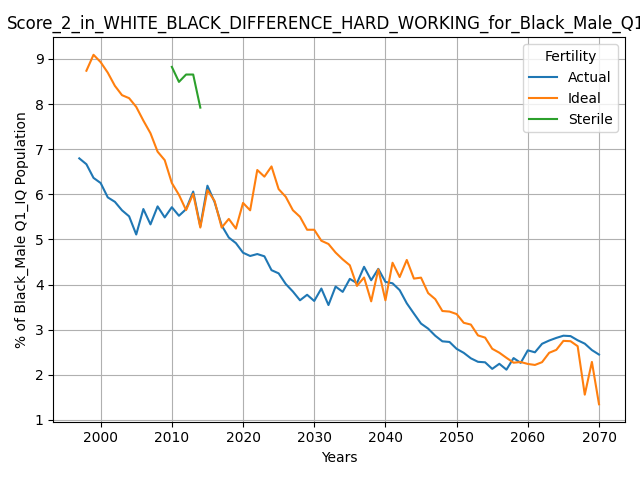 Score_2_in_WHITE_BLACK_DIFFERENCE_HARD_WORKING_for_Black_Male_Q1
Fertility
Actual
Ideal
Sterile
% of Black_Male Q1_IQ Population
9
8
7
6
5
4
3
2
1
2000 2010 2020 2030 2040 2050 2060 2070
Years